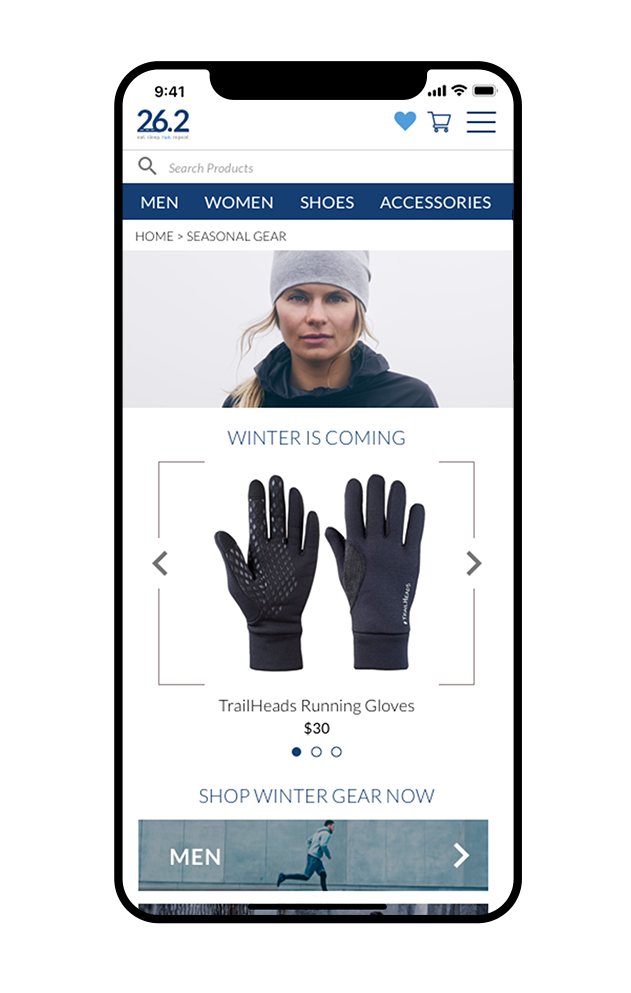 9:41
26.2
eat. sleep. run. repeat.
Search Products
MEN WOMEN SHOES ACCESSORIES
HOME > SEASONAL GEAR
WINTER IS COMING
TRAILHEADS
TrailHeads Running Gloves
$30
SHOP WINTER GEAR NOW
MEN